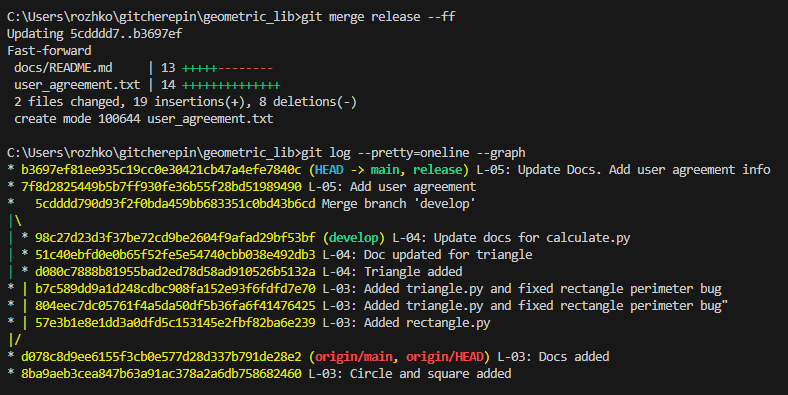 C:\Users\rozhko\gitcherepin\geometric_lib>git merge release --ff
Updating 5cdddd7..b3697ef
Fast-forward
 docs/README.md     | 13 +++++--------
 user_agreement.txt | 14 ++++++++++++++
 2 files changed, 19 insertions(+), 8 deletions(-)
 create mode 100644 user_agreement.txt
C:\Users\rozhko\gitcherepin\geometric_lib>git log --pretty=oneline --graph
* b3697ef81ee935c19cc0e30421cb47a4efe7840c (HEAD -> main, release) L-05: Update Docs. Add user agreement info
* 7f8d2825449b5b7ff930fe36b55f28bd51989490 L-05: Add user agreement
*   5cdddd790d93f2f0bda459bb683351c0bd43b6cd Merge branch 'develop'
|\
| * 98c27d23d3f37be72cd9be2604f9afad29bf53bf (develop) L-04: Update docs for calculate.py
| * 51c40ebfd0e0b65f52fe5e54740cbb038e492db3 L-04: Doc updated for triangle
| * d080c7888b81955bad2ed78d58ad910526b5132a L-04: Triangle added
* | b7c589dd9a1d248cdbc908fa152e93f6fdfd7e70 L-03: Added triangle.py and fixed rectangle perimeter bug
* | 804eec7dc05761f4a5da50df5b36fa6f41476425 L-03: Added triangle.py and fixed rectangle perimeter bug"
* | 57e3b1e8e1dd3a0dfd5c153145e2fbf82ba6e239 L-03: Added rectangle.py
|/
* d078c8d9ee6155f3cb0e577d28d337b791de28e2 (origin/main, origin/HEAD) L-03: Docs added
* 8ba9aeb3cea847b63a91ac378a2a6db758682460 L-03: Circle and square added